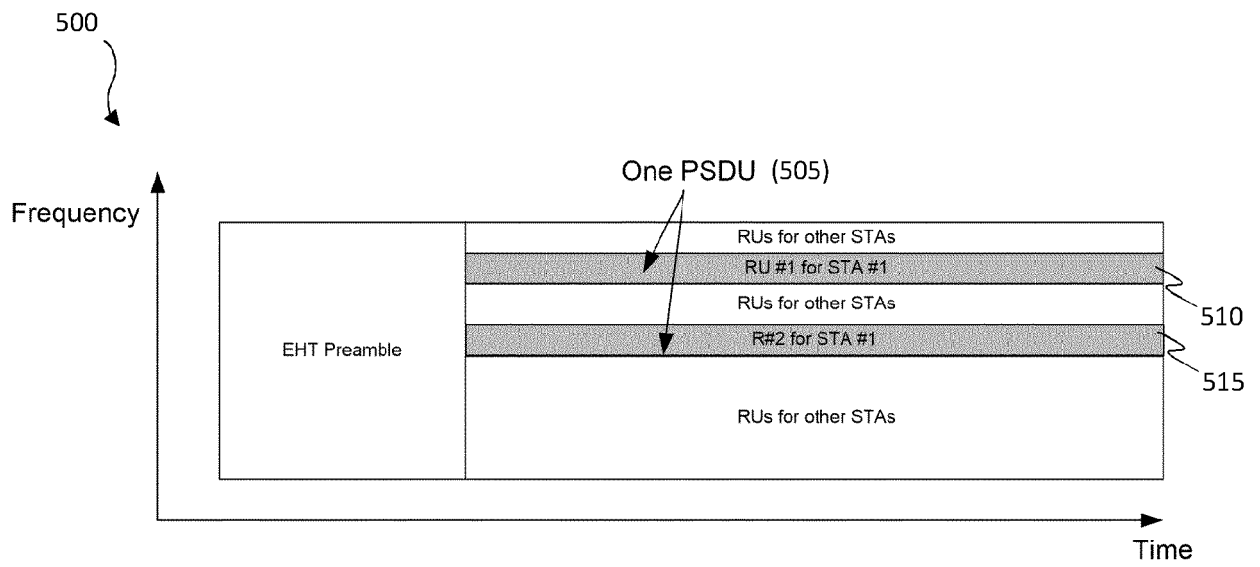 500
One PSDU (505)
Frequency
RUs for other STAs
RU #1 for STA #1
RUs for other STAs
510
R#2 for STA #1
EHT Preamble
515
RUs for other STAs
Time